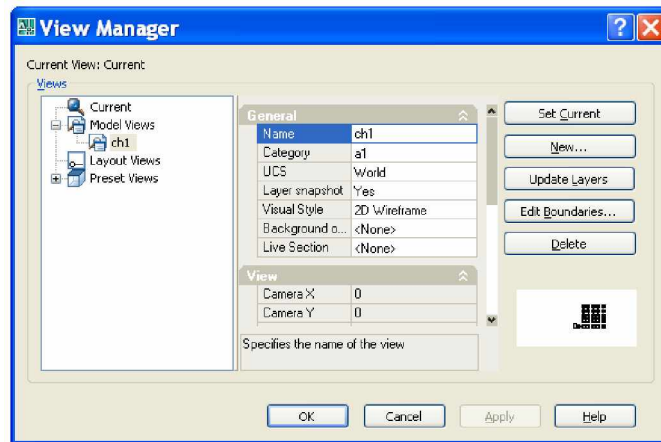 View Manager
Current View: Current
Views
Current
Model Views
ch1
Layout Views
Preset Views
General
Name ch1
Category a1
UCS World
Layer snapshot Yes
Visual Style 2D Wireframe
Background o... <None>
Live Section <None>
View
Camera X 0
Camera Y 0
Specifies the name of the view
Set Current
New...
Update Layers
Edit Boundaries...
Delete
OK Cancel Apply Help